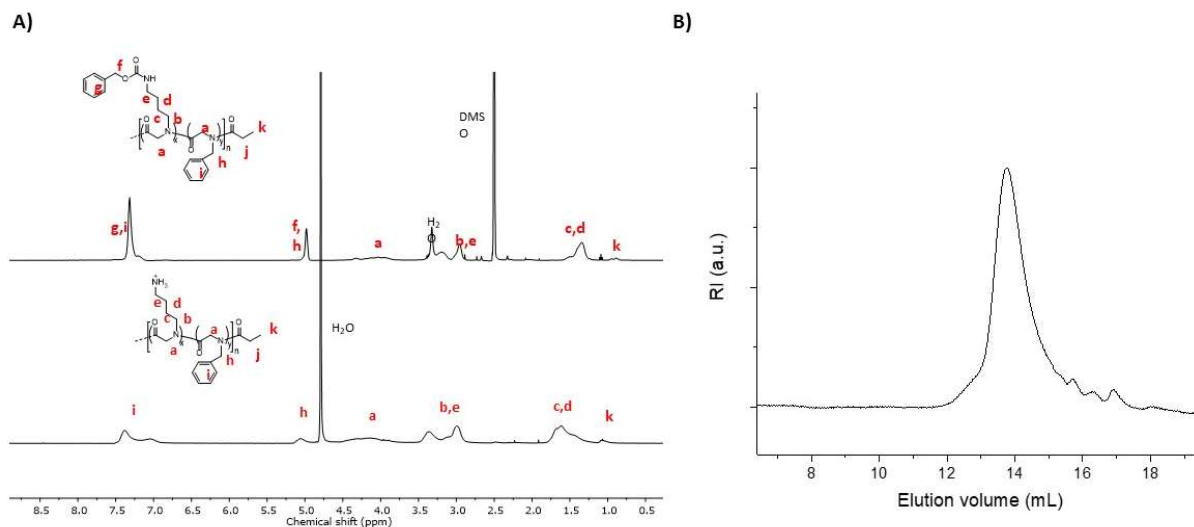 A)
f
O
O
NH
g
e
d
c
b
O
N
x
a
a
O
N
y
n
O
k
j
h
i
DMS
O
g,i
f,
h
a
H2
O
b,e
c,d
k
NH3
+
e
d
c
b
O
N
x
a
a
O
N
y
n
O
k
j
h
i
H2O
i
h
a
b,e
c,d
k
8.5 8.0 7.5 7.0 6.5 6.0 5.5 5.0 4.5 4.0 3.5 3.0 2.5 2.0 1.5 1.0 0.5
Chemical shift (ppm)
B)
RI (a.u.)
8 10 12 14 16 18
Elution volume (mL)